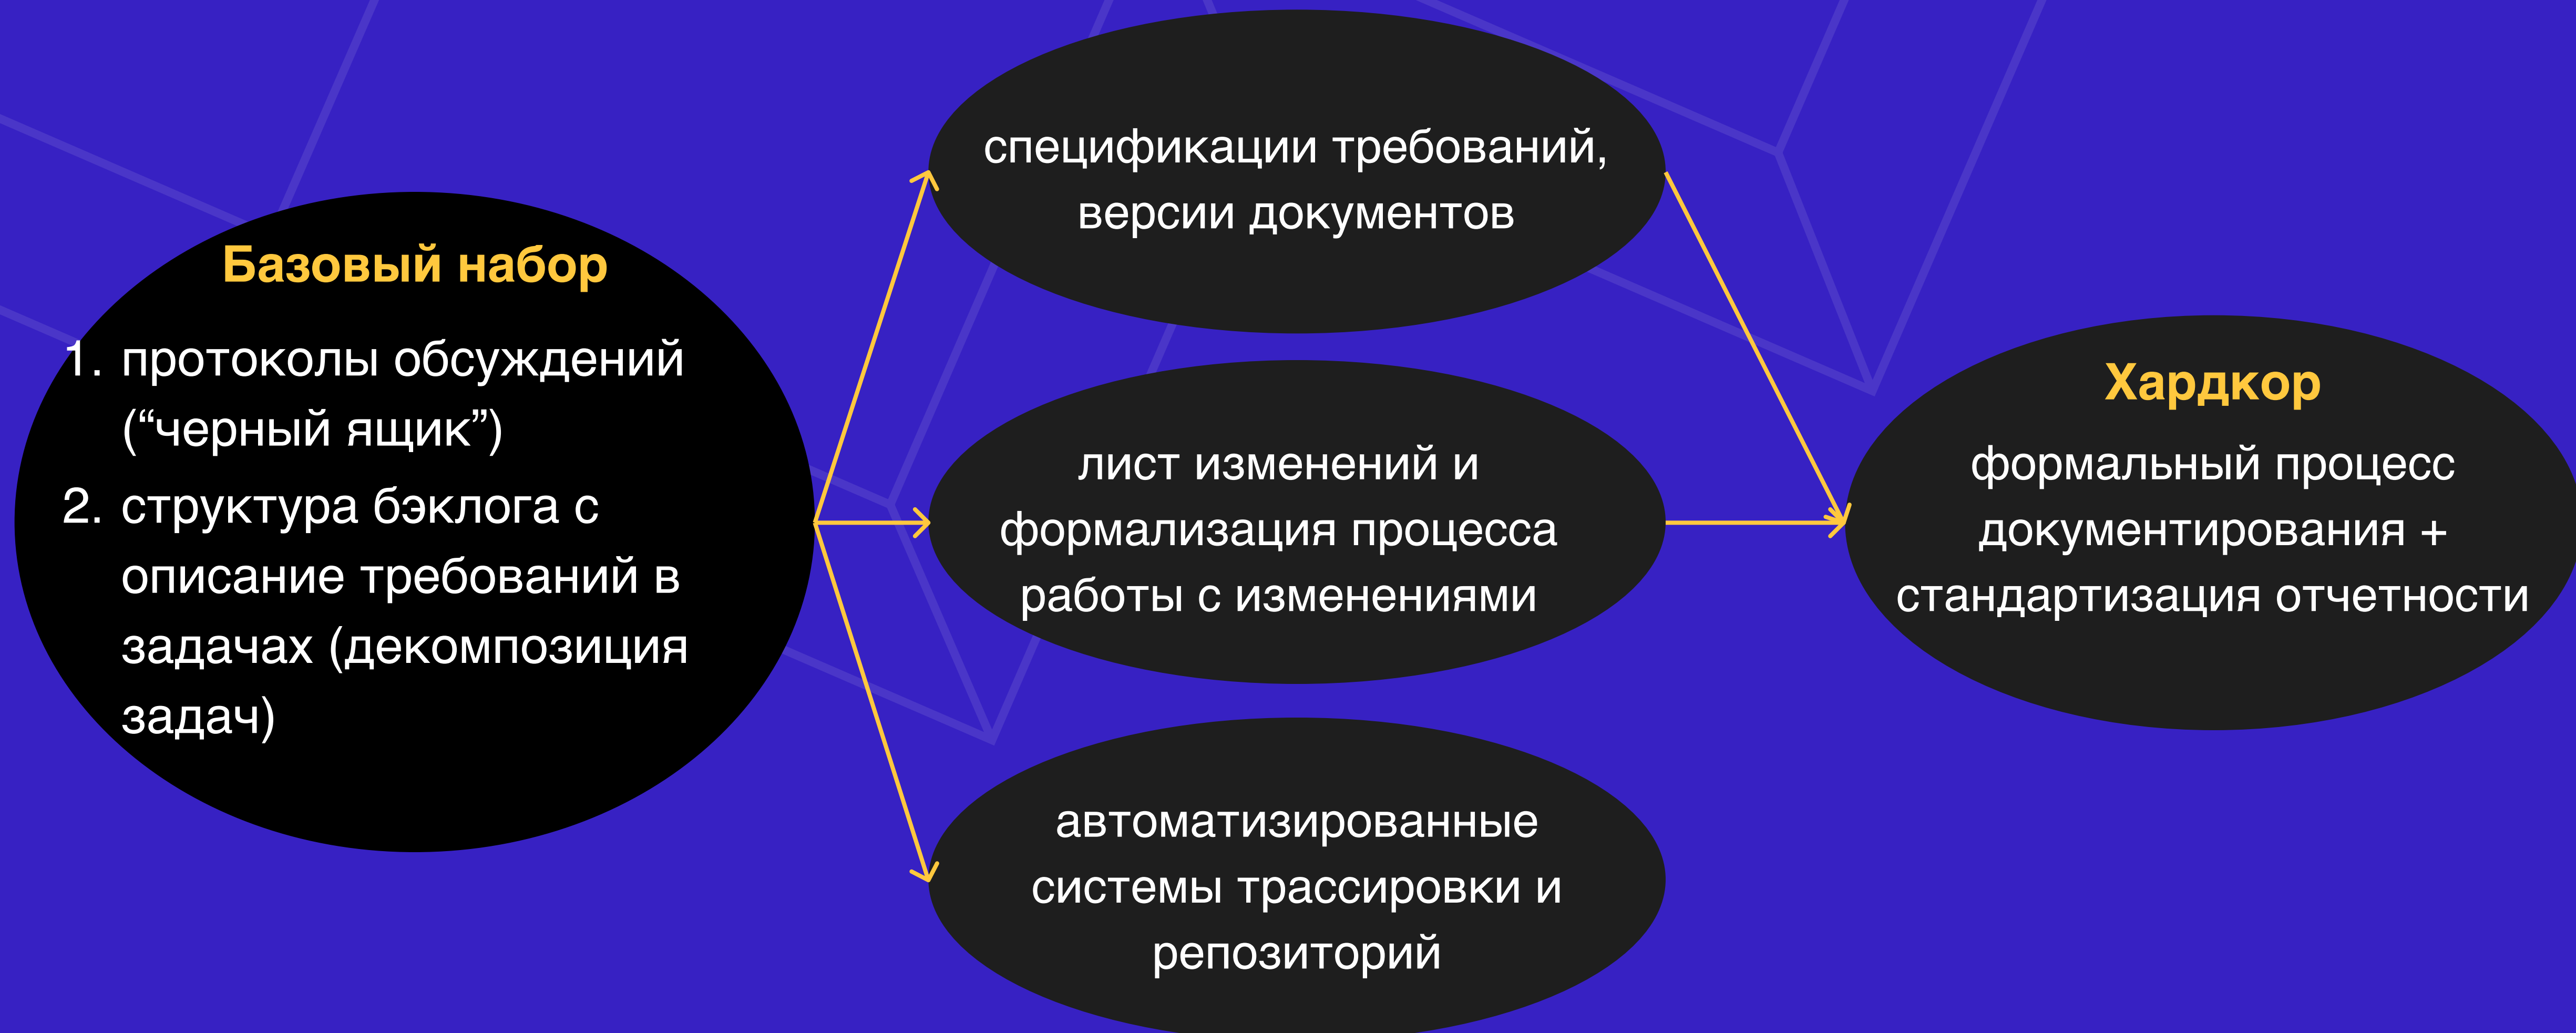 Базовый набор
1. протоколы обсуждений
(“черный ящик”)
2. структура бэклога с
описание требований в
задачах (декомпозиция
задач)
спецификации требований,
версии документов
лист изменений и
формализация процесса
работы с изменениями
автоматизированные
системы трассировки и
репозиторий
Хардкор
формальный процесс
документирования +
стандартизация отчетности